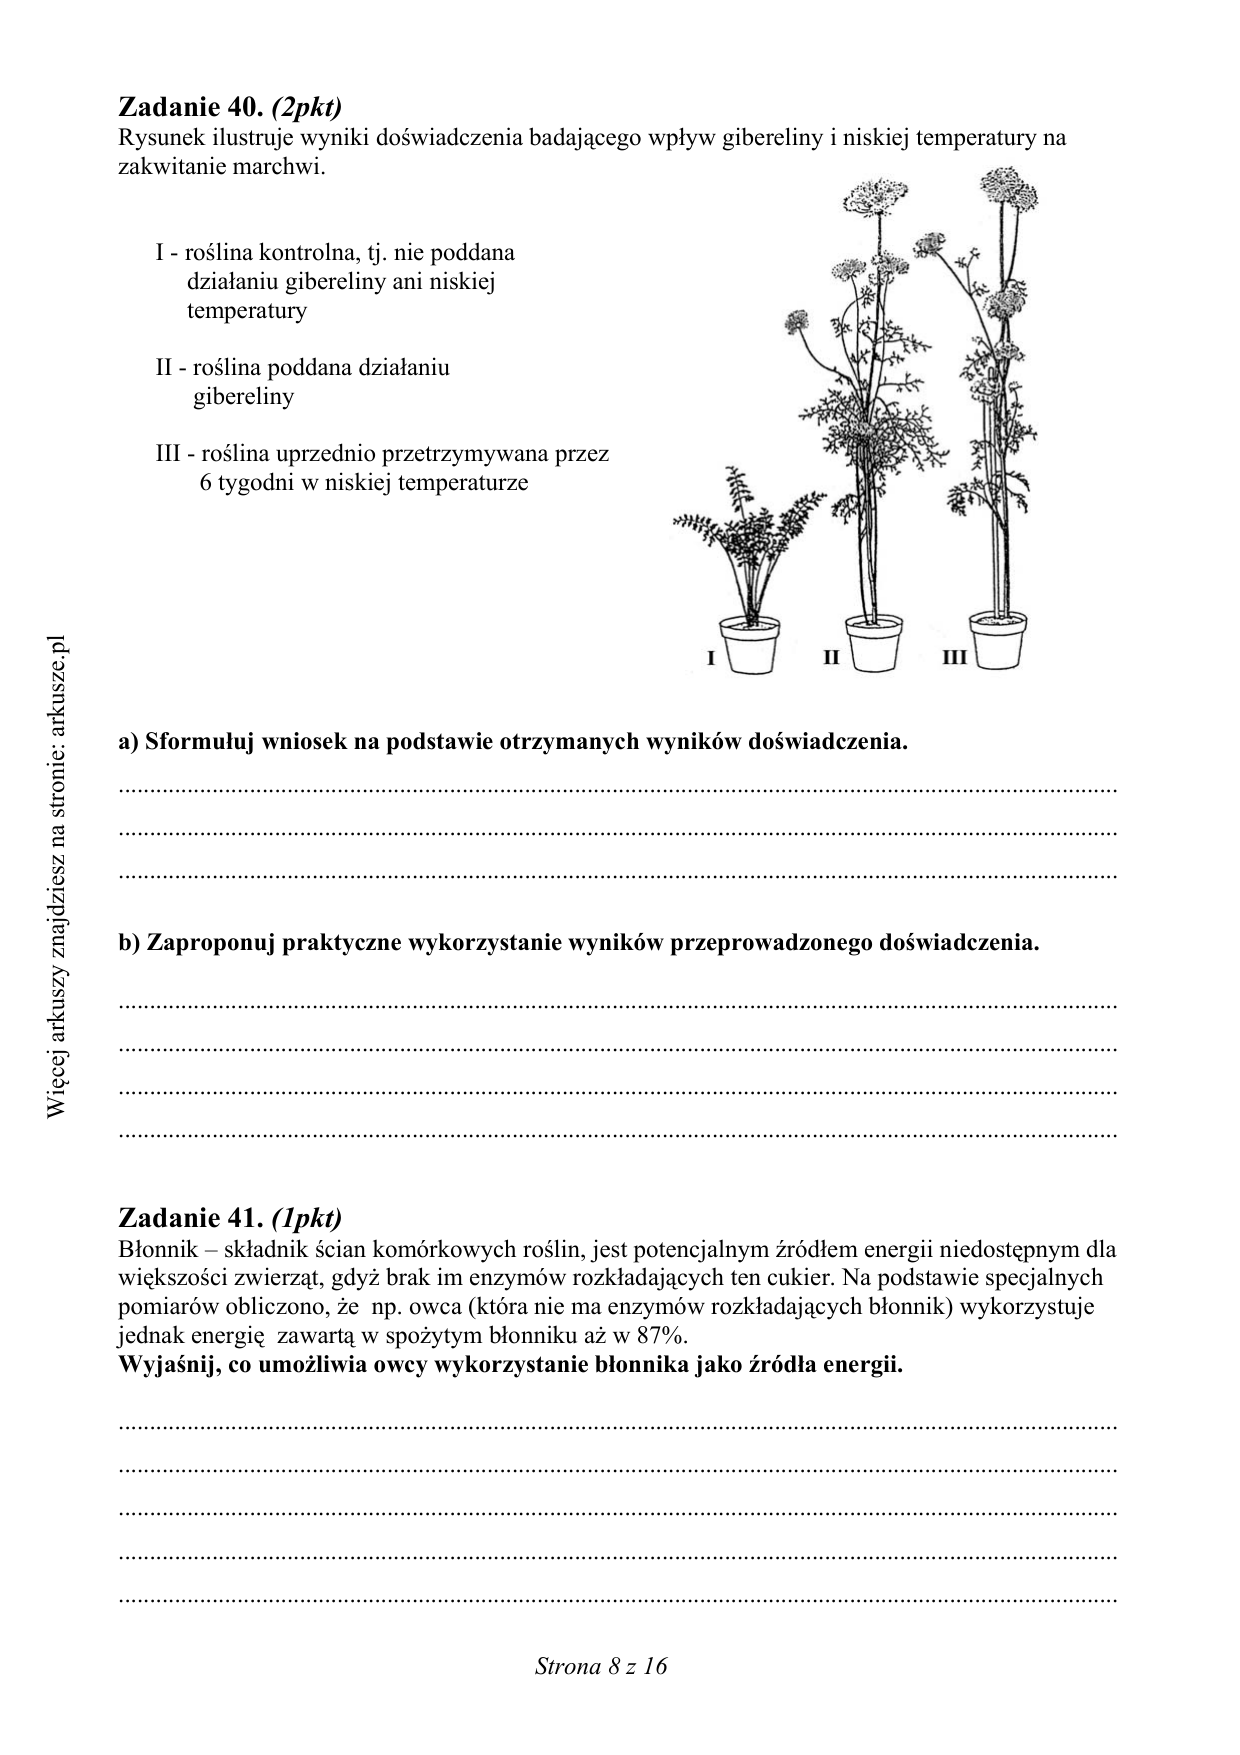 Zadanie 40. (2pkt)
Rysunek ilustruje wyniki doświadczenia badającego wpływ gibereliny i niskiej temperatury na
zakwitanie marchwi.
I - roślina kontrolna, tj. nie poddana
działaniu gibereliny ani niskiej
temperatury
II - roślina poddana działaniu
gibereliny
III - roślina uprzednio przetrzymywana przez
6 tygodni w niskiej temperaturze
I
II
III
a) Sformułuj wniosek na podstawie otrzymanych wyników doświadczenia.
b) Zaproponuj praktyczne wykorzystanie wyników przeprowadzonego doświadczenia.
Zadanie 41. (1pkt)
Błonnik – składnik ścian komórkowych roślin, jest potencjalnym źródłem energii niedostępnym dla
większości zwierząt, gdyż brak im enzymów rozkładających ten cukier. Na podstawie specjalnych
pomiarów obliczono, że np. owca (która nie ma enzymów rozkładających błonnik) wykorzystuje
jednak energię zawartą w spożytym błonniku aż w 87%.
Wyjaśnij, co umożliwia owcy wykorzystanie błonnika jako źródła energii.
Strona 8 z 16
Więcej arkuszy znajdziesz na stronie: arkusze.pl